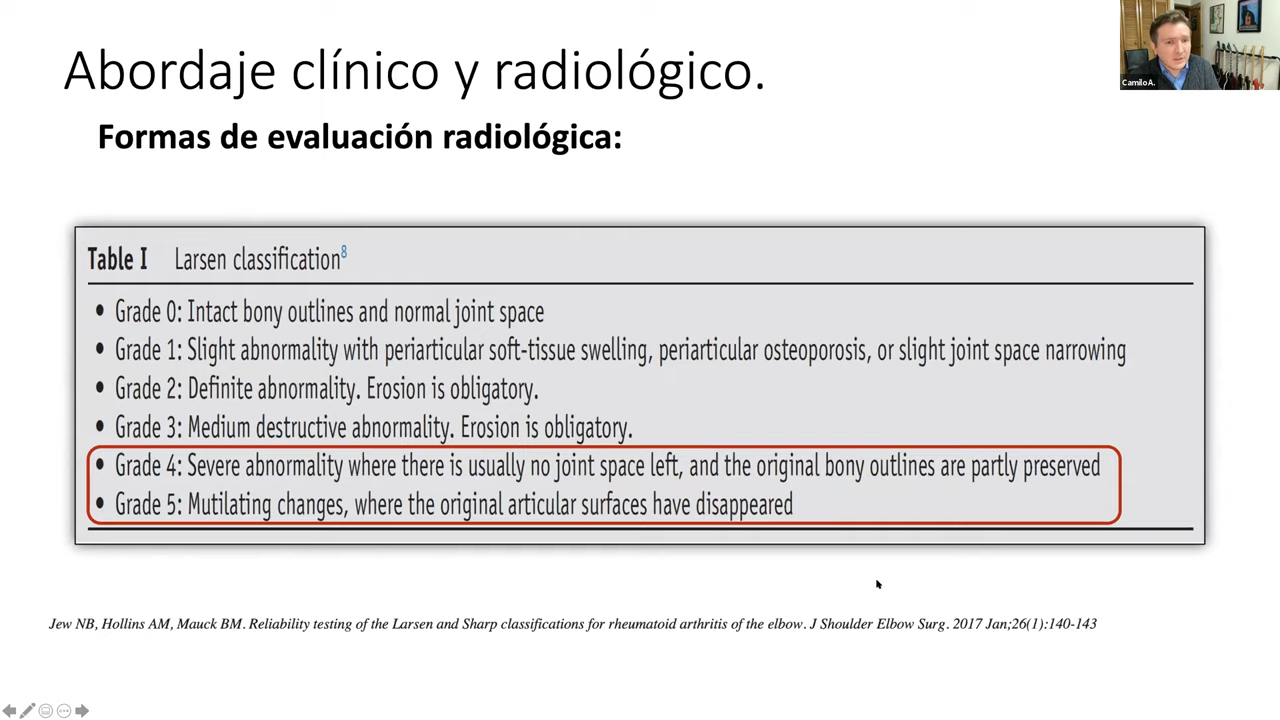 Abordaje clínico y radiológico.
Camilo A.
Formas de evaluación radiológica:
Table I Larsen classification8
• Grade 0: Intact bony outlines and normal joint space
• Grade 1: Slight abnormality with periarticular soft-tissue swelling, periarticular osteoporosis, or slight joint space narrowing
• Grade 2: Definite abnormality. Erosion is obligatory.
• Grade 3: Medium destructive abnormality. Erosion is obligatory.
• Grade 4: Severe abnormality where there is usually no joint space left, and the original bony outlines are partly preserved
• Grade 5: Mutilating changes, where the original articular surfaces have disappeared
Jew NB, Hollins AM, Mauck BM. Reliability testing of the Larsen and Sharp classifications for rheumatoid arthritis of the elbow. J Shoulder Elbow Surg. 2017 Jan;26(1):140-143